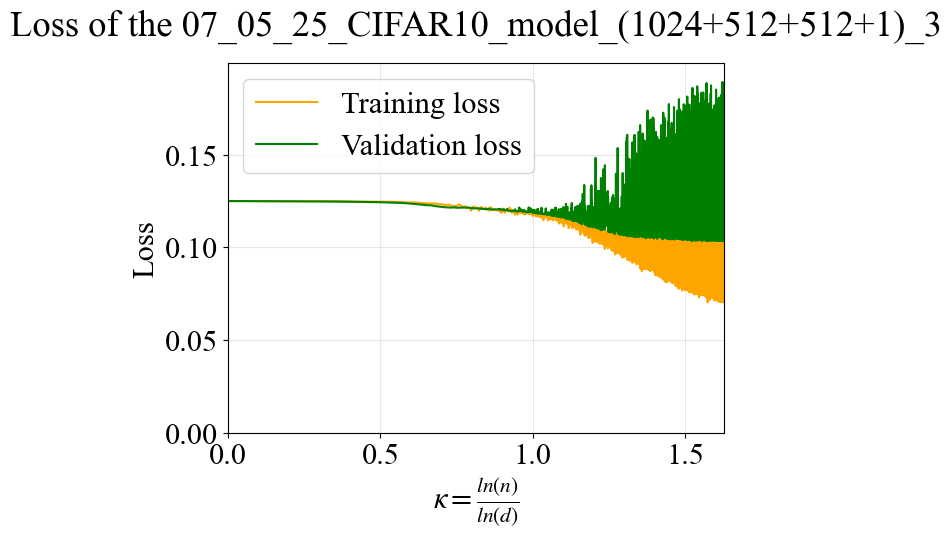 Loss of the 07_05_25_CIFAR10_model_(1024+512+512+1)_3
Training loss
Validation loss
0.15
0.10
0.05
0.00
Loss
0.0 0.5 1.0 1.5
κ = ln(n) / ln(d)